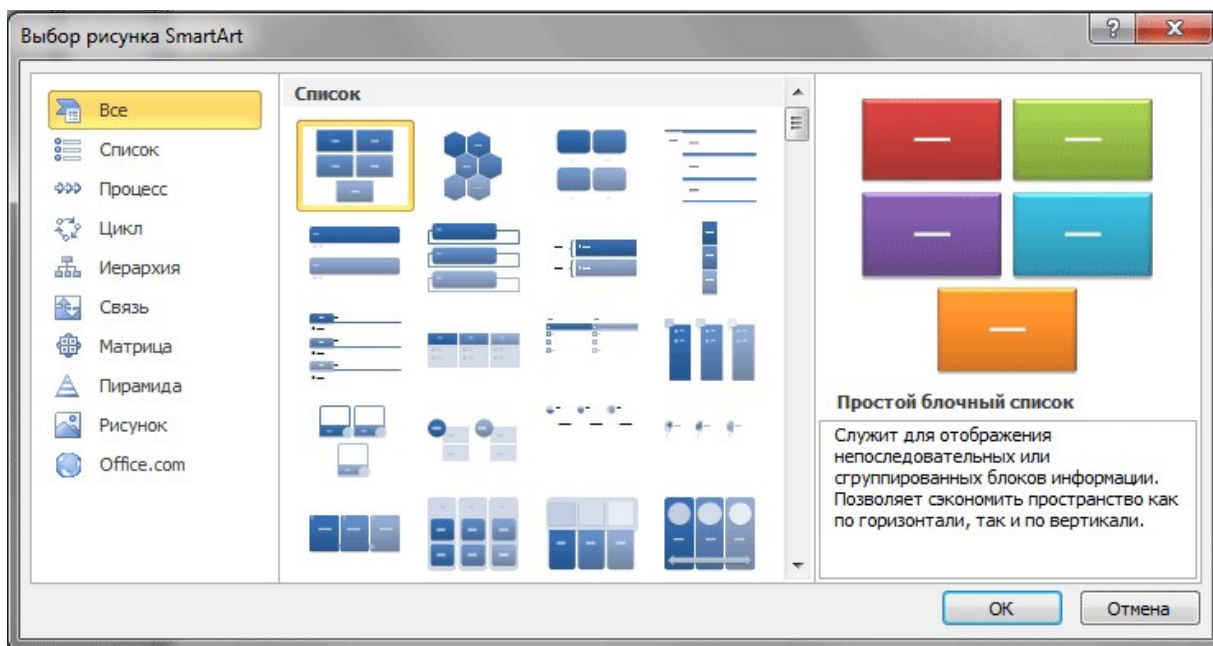 Выбор рисунка SmartArt
Все
Список
Процесс
Цикл
Иерархия
Связь
Матрица
Пирамида
Рисунок
Office.com
Список
Простой блочный список
Служит для отображения
непоследовательных или
сгруппированных блоков информации.
Позволяет сэкономить пространство как
по горизонтали, так и по вертикали.
ОК
Отмена